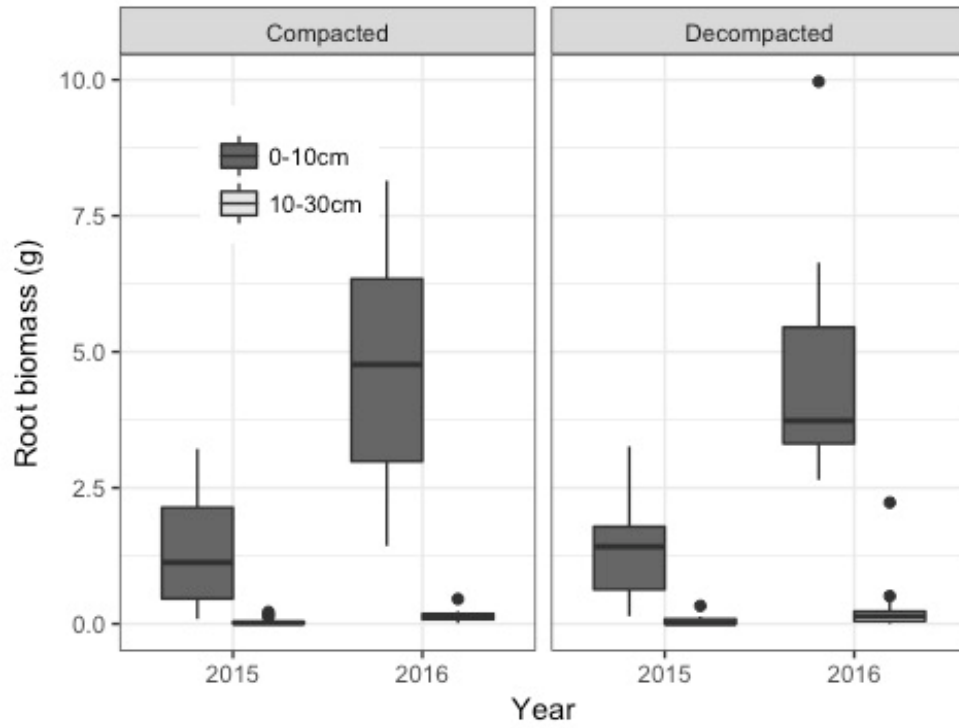 Compacted
Decompacted
Root biomass (g)
10.0
7.5
5.0
2.5
0.0
0-10cm
10-30cm
2015
2016
2015
2016
Year